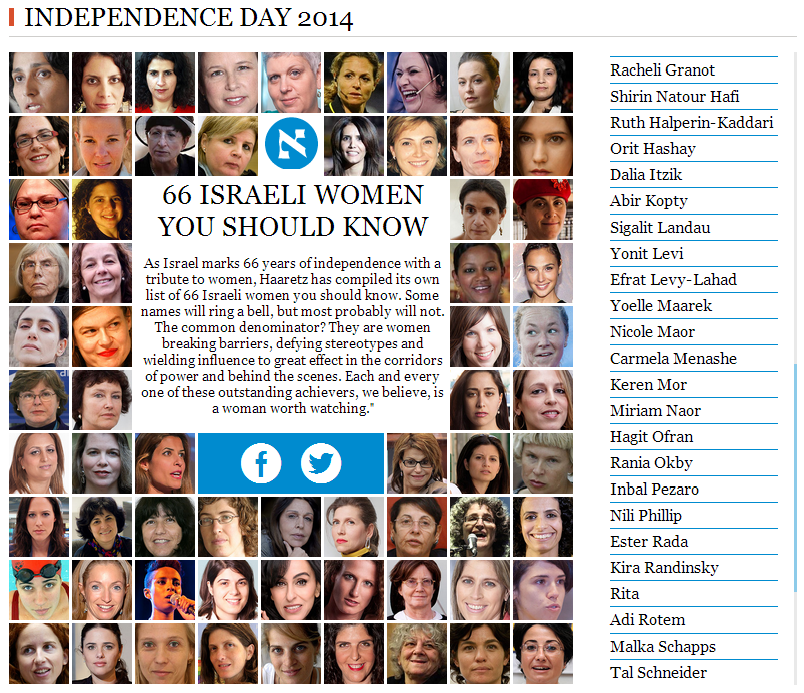 INDEPENDENCE DAY 2014
א
66 ISRAELI WOMEN
YOU SHOULD KNOW
As Israel marks 66 years of independence with a
tribute to women, Haaretz has compiled its own
list of 66 Israeli women you should know. Some
names will ring a bell, but most probably will not.
The common denominator? They are women
breaking barriers, defying stereotypes and
wielding influence to great effect in the corridors
of power and behind the scenes. Each and every
one of these outstanding achievers, we believe, is
a woman worth watching."
Racheli Granot
Shirin Natour Hafi
Ruth Halperin-Kaddari
Orit Hashay
Dalia Itzik
Abir Kopty
Sigalit Landau
Yonit Levi
Efrat Levy-Lahad
Yoelle Maarek
Nicole Maor
Carmela Menashe
Keren Mor
Miriam Naor
Hagit Ofran
Rania Okby
Inbal Pezaro
Nili Phillip
Ester Rada
Kira Randinsky
Rita
Adi Rotem
Malka Schapps
Tal Schneider